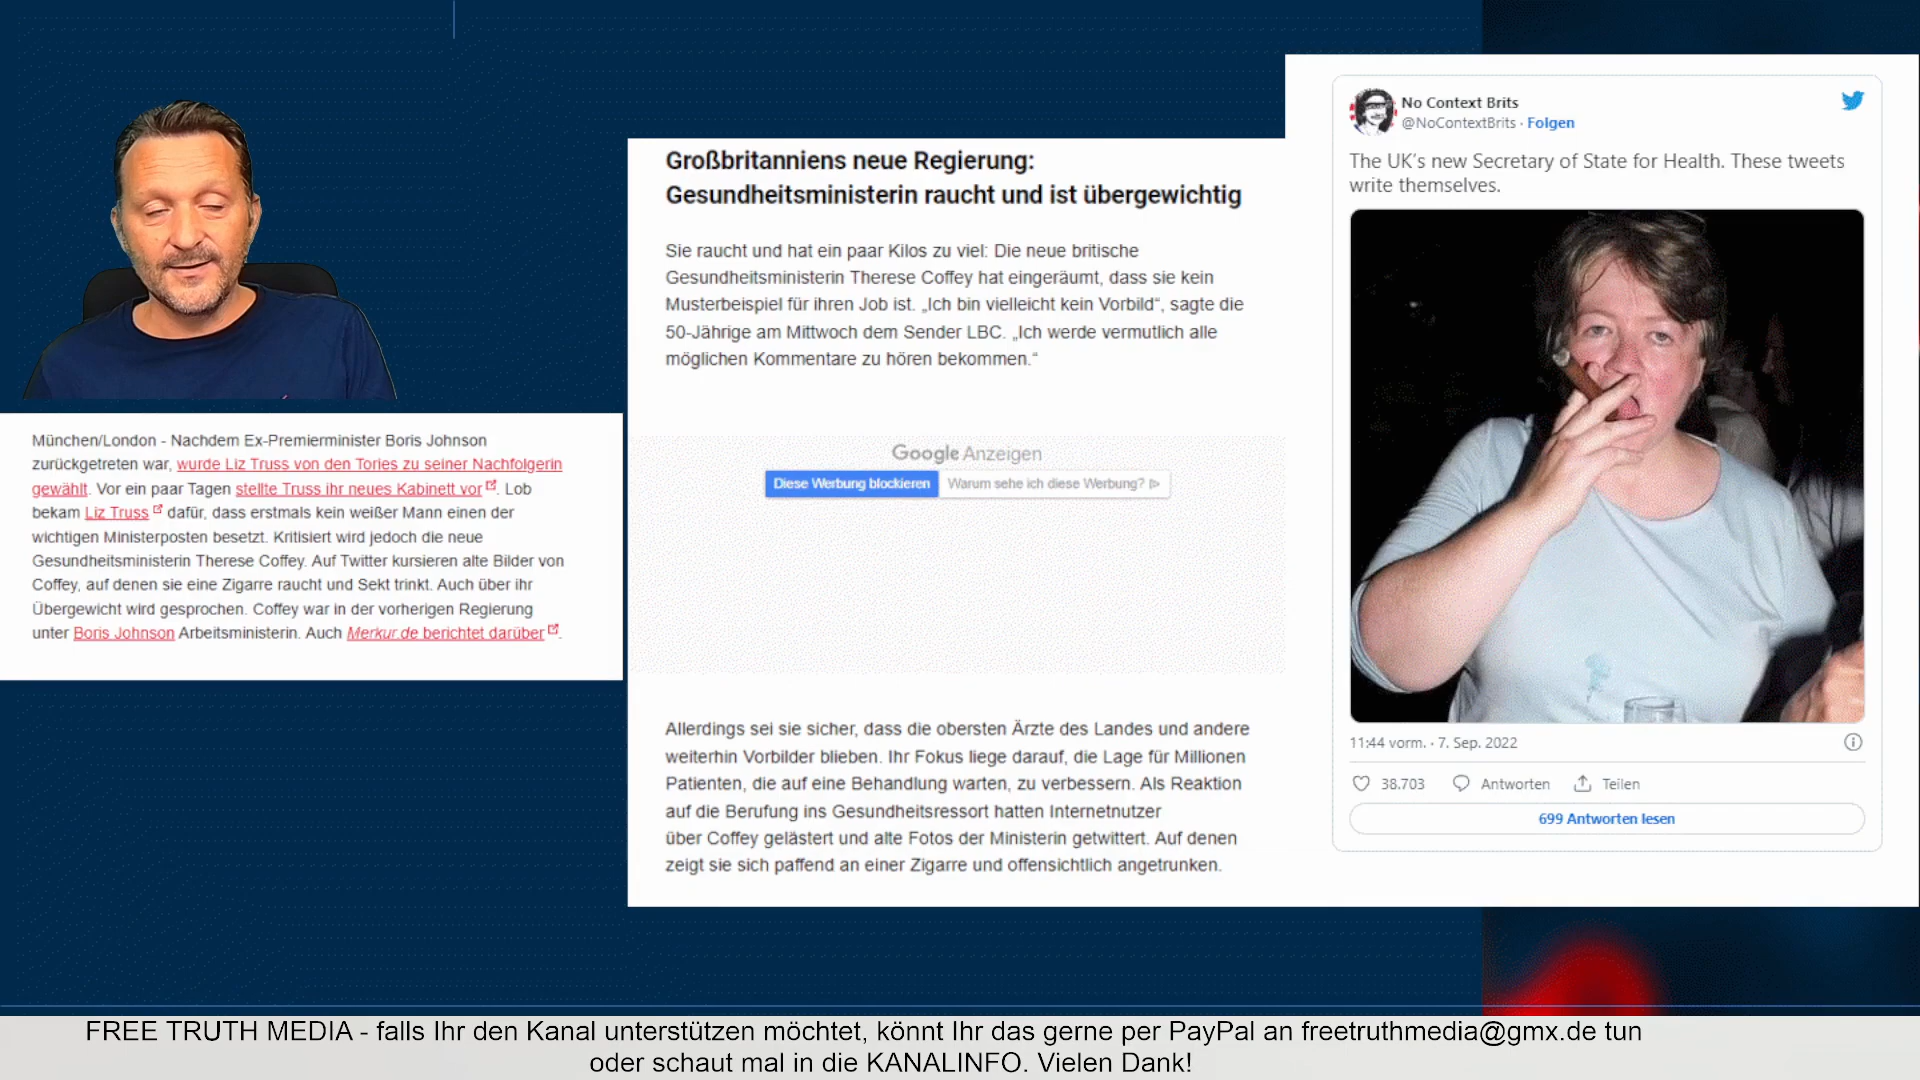 München/London - Nachdem Ex-Premierminister Boris Johnson
zurückgetreten war, wurde Liz Truss von den Tories zu seiner Nachfolgerin
gewählt. Vor ein paar Tagen stellte Truss ihr neues Kabinett vor. Lob
bekam Liz Truss dafür, dass erstmals kein weißer Mann einen der
wichtigen Ministerposten besetzt. Kritisiert wird jedoch die neue
Gesundheitsministerin Therese Coffey. Auf Twitter kursieren alte Bilder von
Coffey, auf denen sie eine Zigarre raucht und Sekt trinkt. Auch über ihr
Übergewicht wird gesprochen. Coffey war in der vorherigen Regierung
unter Boris Johnson Arbeitsministerin. Auch Merkur.de berichtet darüber.
Großbritanniens neue Regierung:
Gesundheitsministerin raucht und ist übergewichtig
Sie raucht und hat ein paar Kilos zu viel: Die neue britische
Gesundheitsministerin Therese Coffey hat eingeräumt, dass sie kein
Musterbeispiel für ihren Job ist. „Ich bin vielleicht kein Vorbild“, sagte die
50-Jährige am Mittwoch dem Sender LBC. „Ich werde vermutlich alle
möglichen Kommentare zu hören bekommen.“
Google Anzeigen
Diese Werbung blockieren Warum sehe ich diese Werbung?
Allerdings sei sie sicher, dass die obersten Ärzte des Landes und andere
weiterhin Vorbilder blieben. Ihr Fokus liege darauf, die Lage für Millionen
Patienten, die auf eine Behandlung warten, zu verbessern. Als Reaktion
auf die Berufung ins Gesundheitsressort hatten Internetnutzer
über Coffey gelästert und alte Fotos der Ministerin getwittert. Auf denen
zeigt sie sich paffend an einer Zigarre und offensichtlich angetrunken.
No Context Brits
@NoContextBrits · Folgen
The UK's new Secretary of State for Health. These tweets
write themselves.
11:44 vorm. · 7. Sep. 2022
38.703 Antworten Teilen
699 Antworten lesen
FREE TRUTH MEDIA - falls Ihr den Kanal unterstützen möchtet, könnt Ihr das gerne per PayPal an freetruthmedia@gmx.de tun
oder schaut mal in die KANALINFO. Vielen Dank!